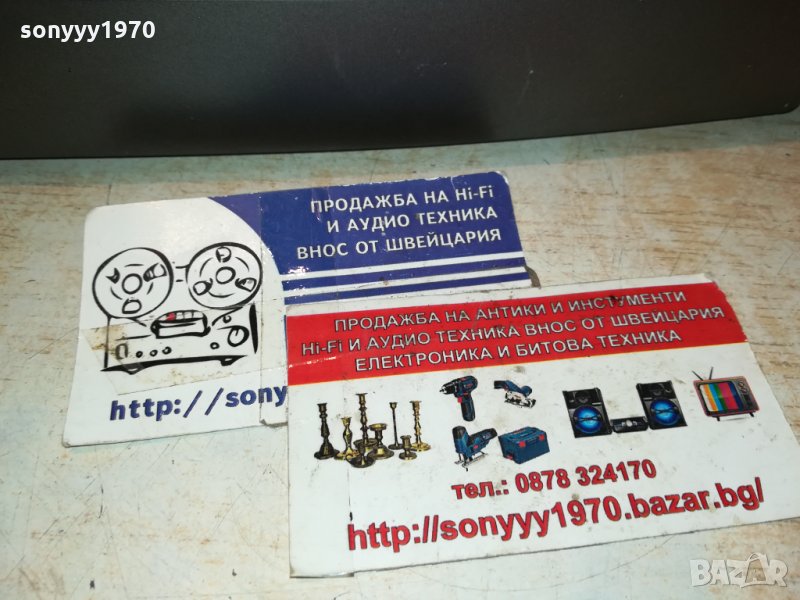 sonyyy1970
ПРОДАЖБА НА Hi-Fi
И АУДИО ТЕХНИКА
ВНОС ОТ ШВЕЙЦАРИЯ
http://sony
ПРОДАЖБА НА АНТИКИ И ИНСТУМЕНТИ
Hi-Fi И АУДИО ТЕХНИКА ВНОС ОТ ШВЕЙЦАРИЯ
ЕЛЕКТРОНИКА И БИТОВА ТЕХНИКА
тел.: 0878 324170
http://sonyyy1970.bazar.bg/
BAZAR